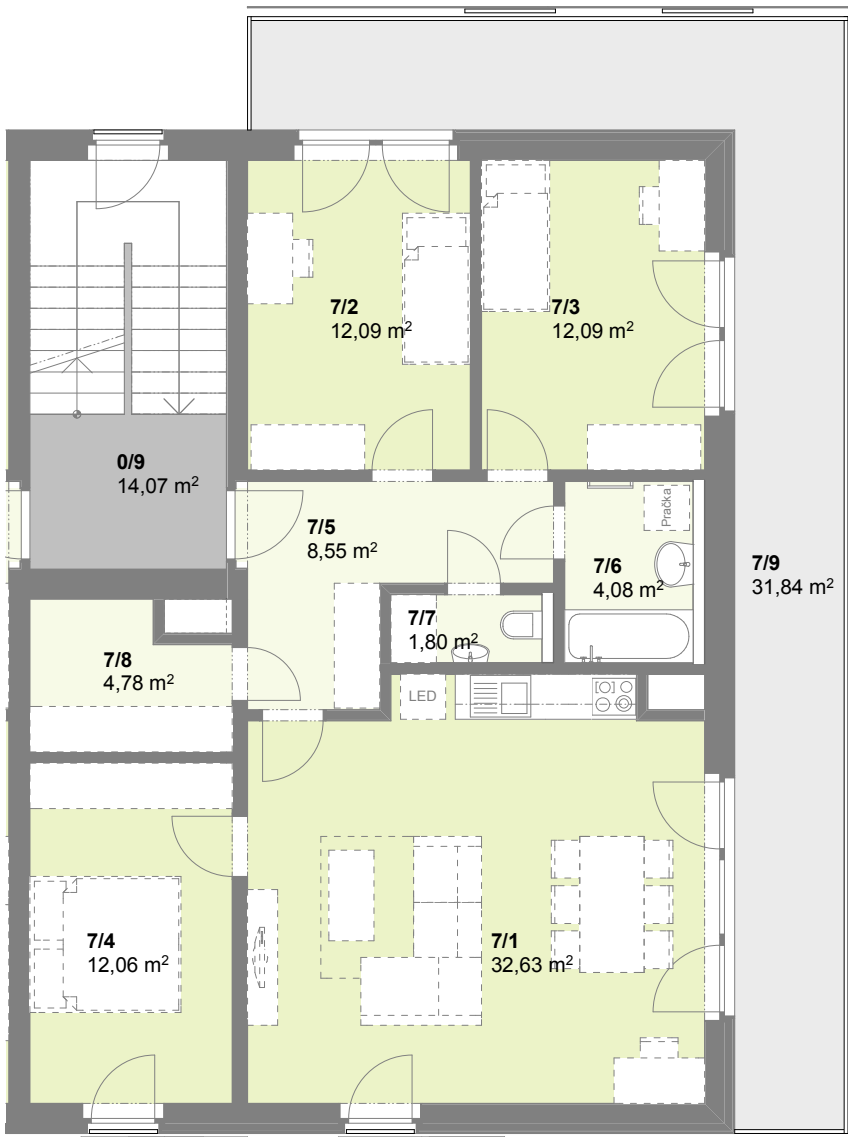 7/2
12,09 m²
7/3
12,09 m²
0/9
14,07 m²
7/5
8,55 m²
Pračka
7/6
4,08 m²
7/9
31,84 m²
7/7
1,80 m²
7/8
4,78 m²
LED
7/4
12,06 m²
7/1
32,63 m²